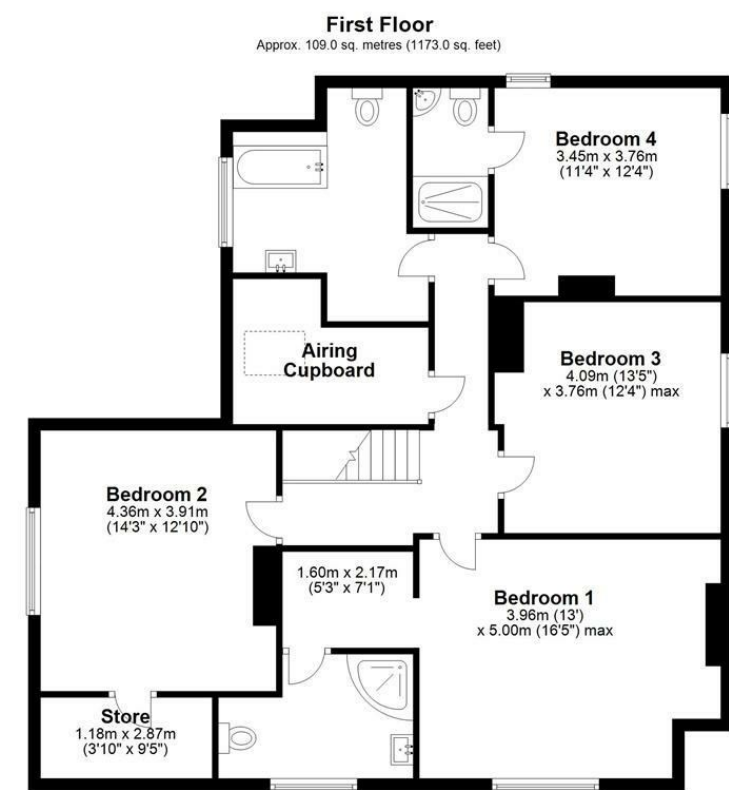 First Floor
Approx. 109.0 sq. metres (1173.0 sq. feet)
Bedroom 4
3.45m x 3.76m
(11'4" x 12'4")
Airing
Cupboard
Bedroom 3
4.09m (13'5")
x 3.76m (12'4") max
Bedroom 2
4.36m x 3.91m
(14'3" x 12'10")
1.60m x 2.17m
(5'3" x 7'1")
Bedroom 1
3.96m (13')
x 5.00m (16'5") max
Store
1.18m x 2.87m
(3'10" x 9'5")